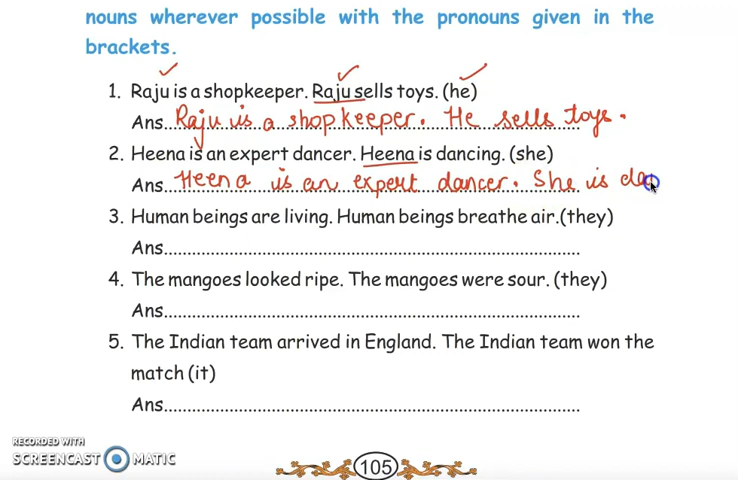 nouns wherever possible with the pronouns given in the
brackets.
1. Raju is a shopkeeper. Raju sells toys. (he)
Ans. Raju is a shopkeeper. He sells toys.
2. Heena is an expert dancer. Heena is dancing. (she)
Ans. Heena is an expert dancer. She is
3. Human beings are living. Human beings breathe air.(they)
Ans..............................................................................
4. The mangoes looked ripe. The mangoes were sour. (they)
Ans..............................................................................
5. The Indian team arrived in England. The Indian team won the
match (it)
Ans..............................................................................
RECORDED WITH
SCREENCAST MATIC
105